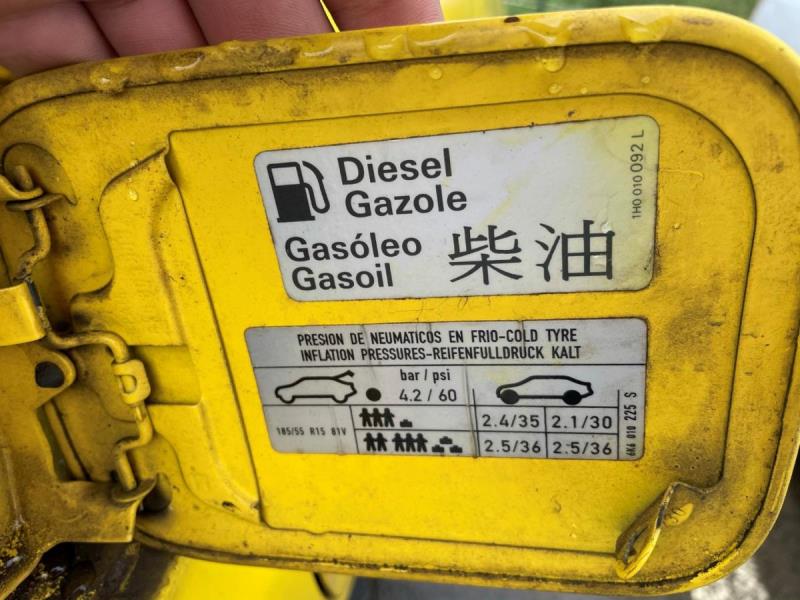 Diesel
Gazole
Gasóleo
Gasoil
柴油
1H0 010 092 L
PRESION DE NEUMATICOS EN FRIO-COLD TYRE
INFLATION PRESSURES-REIFENFULLDRUCK KALT
bar / psi
4.2 / 60
185/55 R15 81V
2.4/35 2.1/30
2.5/36 2.5/36
6K6 010 225 S